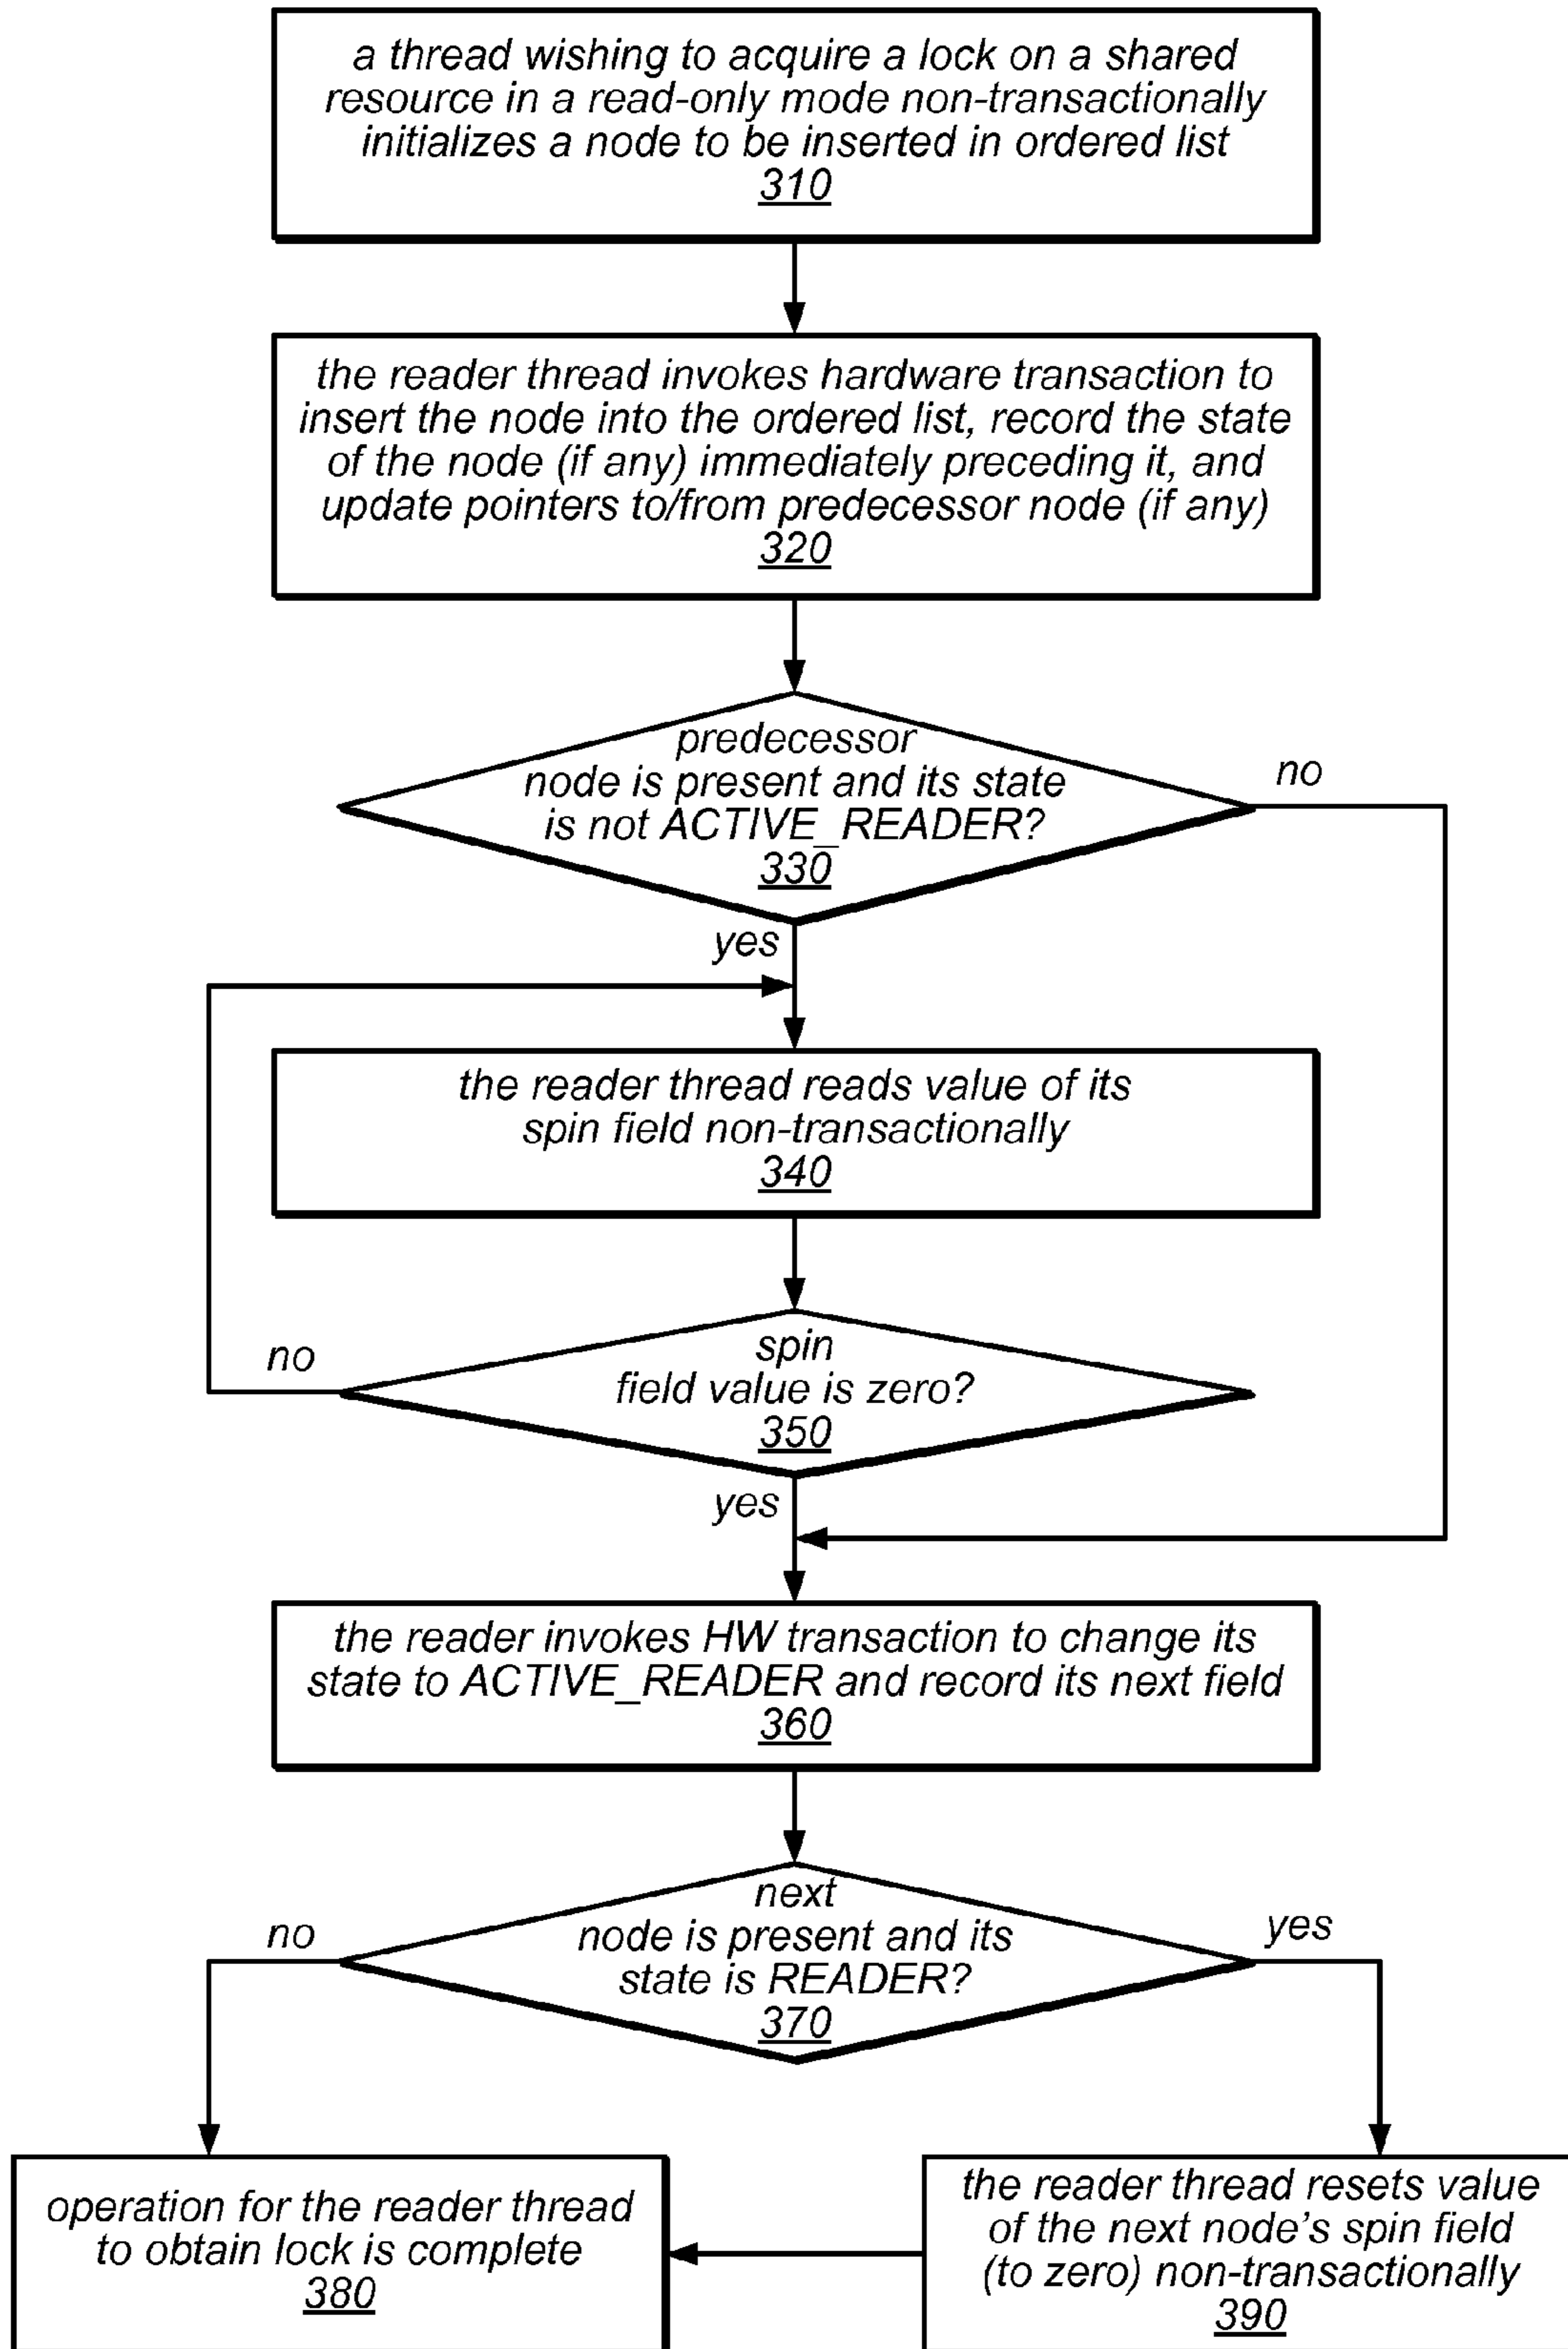 a thread wishing to acquire a lock on a shared
resource in a read-only mode non-transactionally
initializes a node to be inserted in ordered list
310
the reader thread invokes hardware transaction to
insert the node into the ordered list, record the state
of the node (if any) immediately preceding it, and
update pointers to/from predecessor node (if any)
320
predecessor
node is present and its state
is not ACTIVE_READER?
330
no
yes
the reader thread reads value of its
spin field non-transactionally
340
no
spin
field value is zero?
350
yes
the reader invokes HW transaction to change its
state to ACTIVE_READER and record its next field
360
no
next
node is present and its
state is READER?
370
yes
operation for the reader thread
to obtain lock is complete
380
the reader thread resets value
of the next node's spin field
(to zero) non-transactionally
390